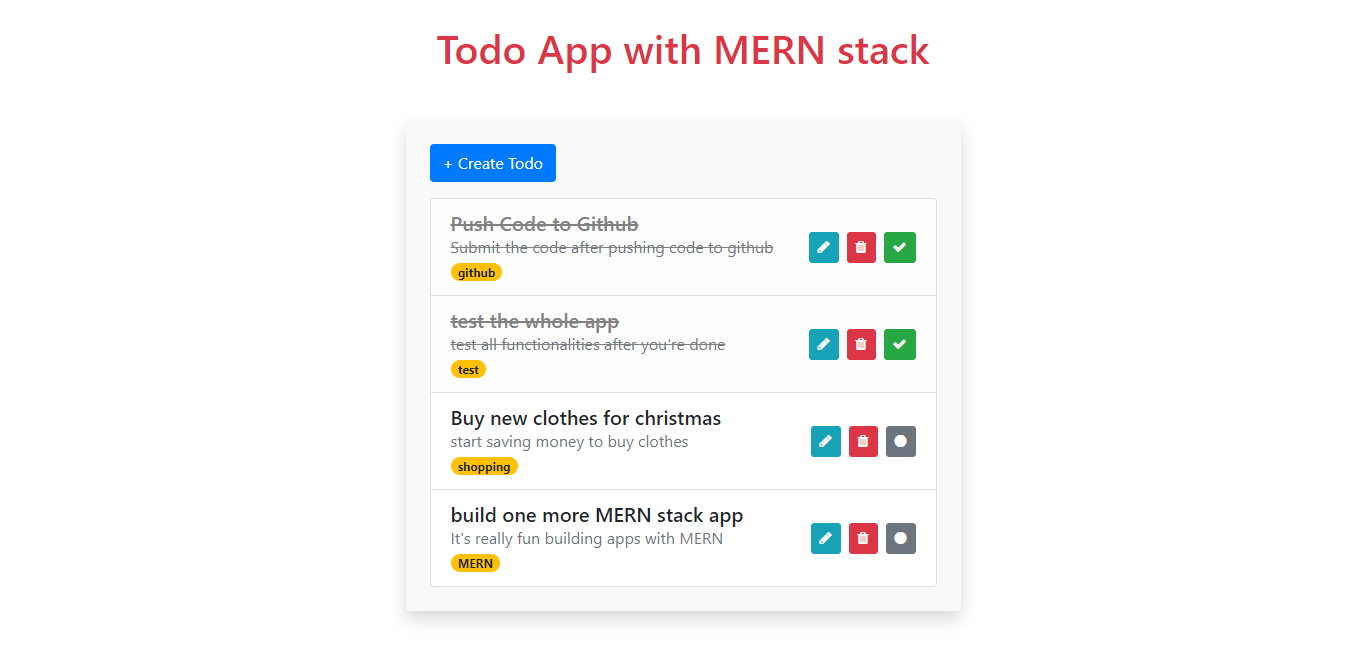 Todo App with MERN stack
+ Create Todo
Push Code to Github
Submit the code after pushing code to github
github
test the whole app
test all functionalities after you're done
test
Buy new clothes for christmas
start saving money to buy clothes
shopping
build one more MERN stack app
It's really fun building apps with MERN
MERN